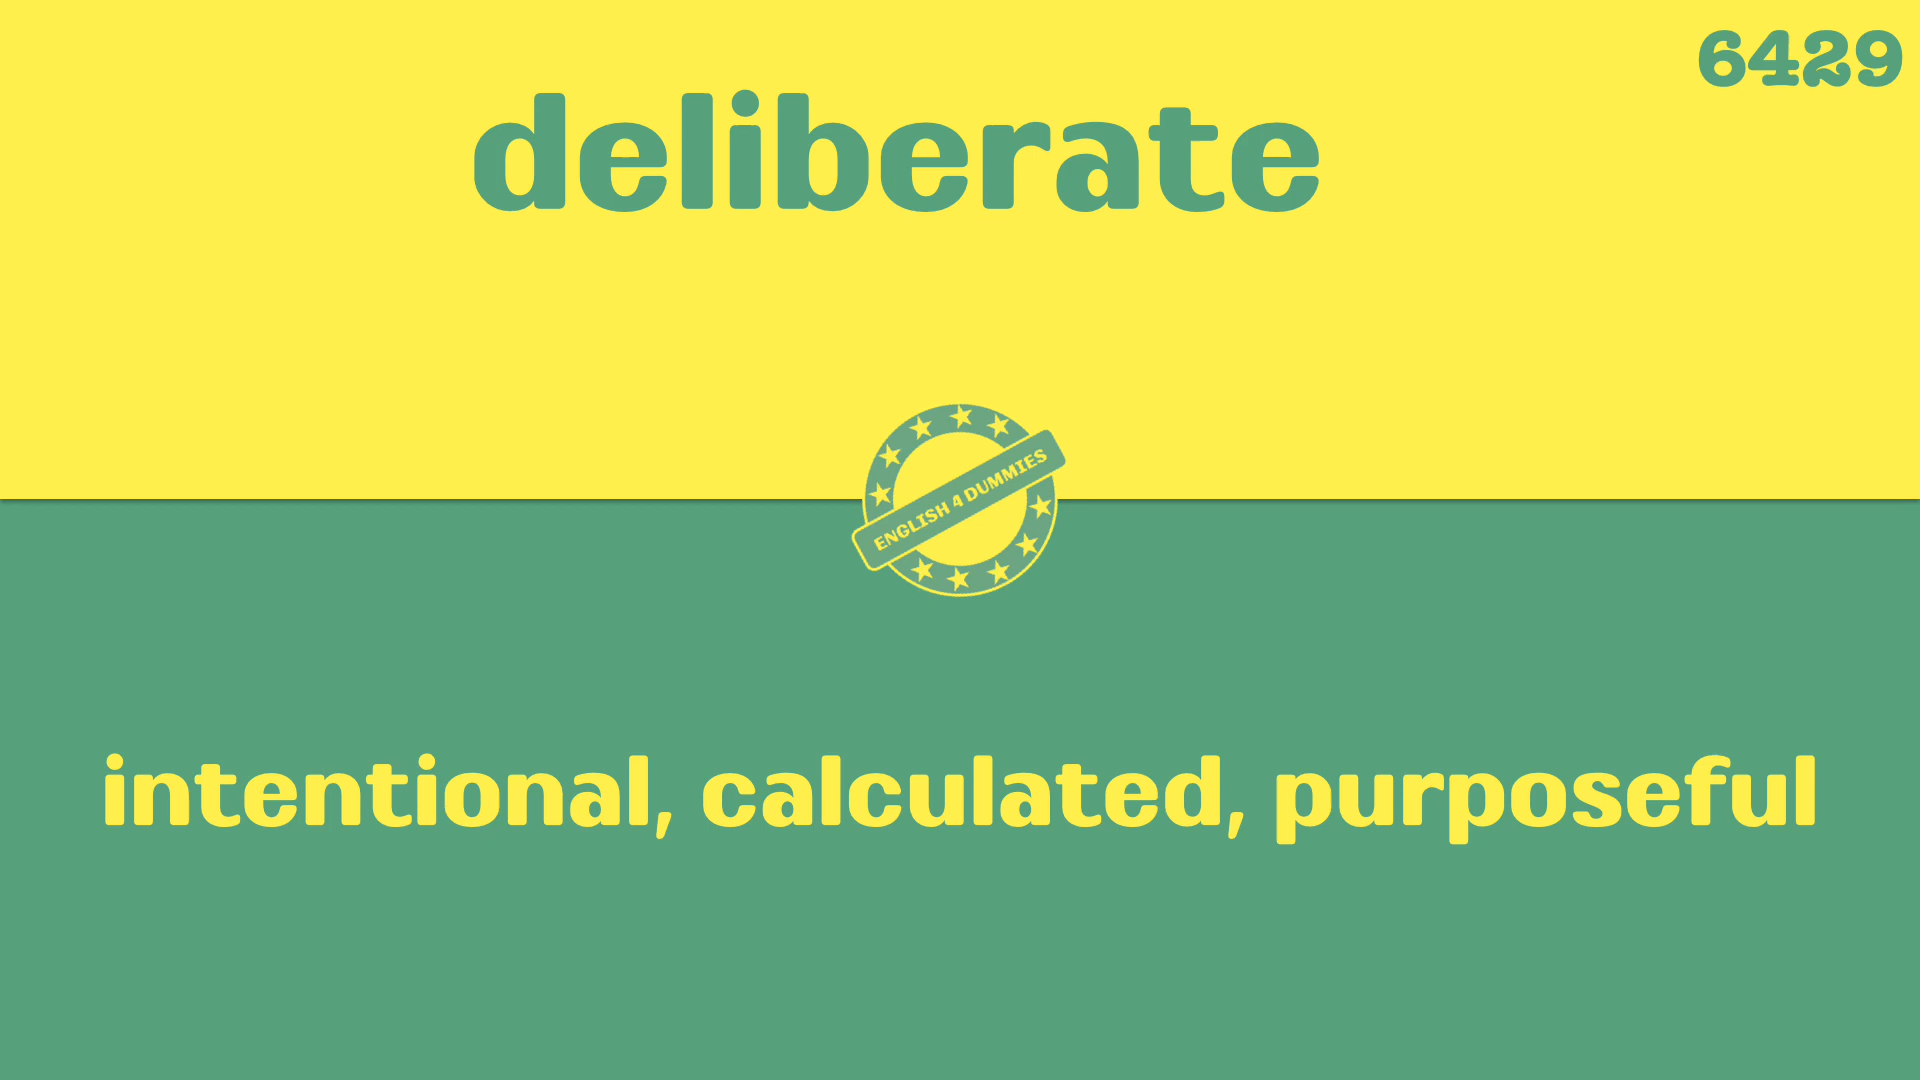 6429
deliberate
ENGLISH 4 DUMMIES
intentional, calculated, purposeful